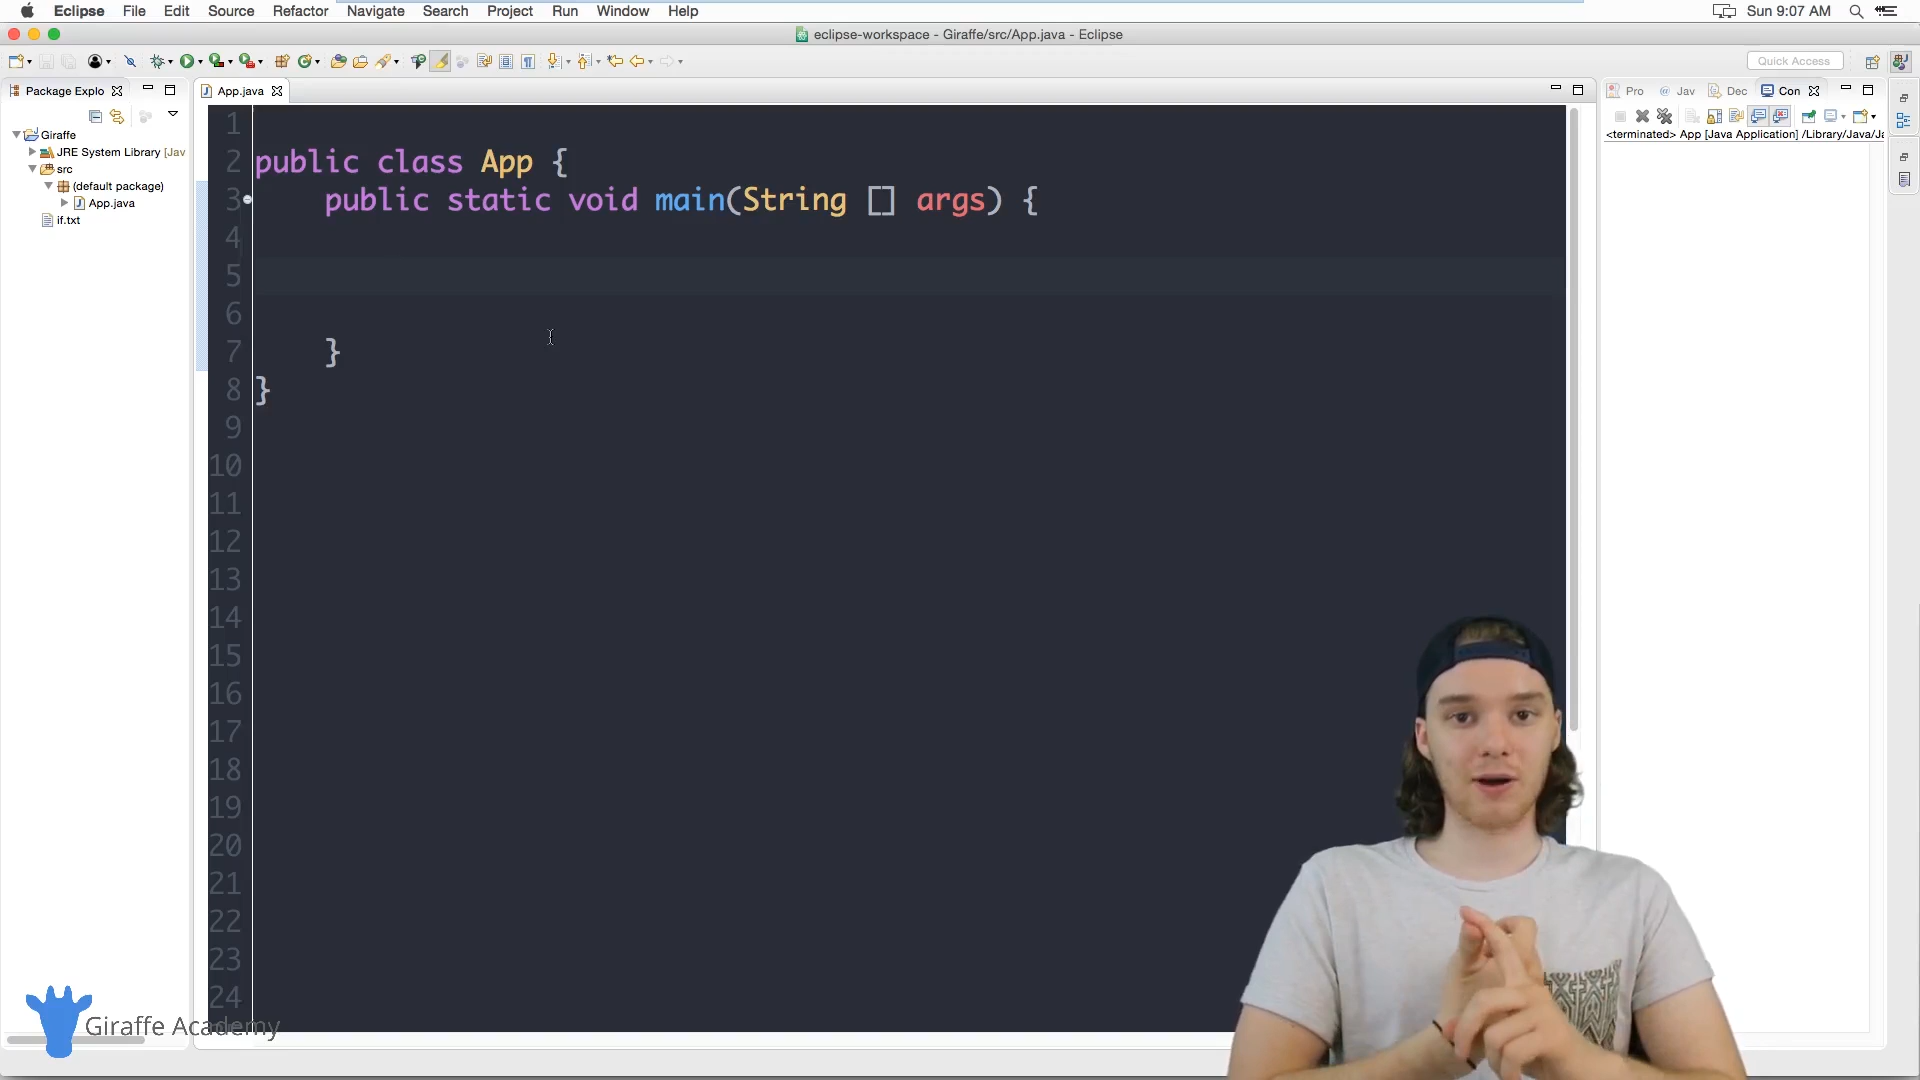 Eclipse File Edit Source Refactor Navigate Search Project Run Window Help Sun 9:07 AM
eclipse-workspace - Giraffe/src/App.java - Eclipse
Quick Access
Package Explo
App.java
Pro Jav Dec Con
<terminated> App [Java Application] /Library/Java/Ja
Giraffe
JRE System Library [Jav
src
(default package)
App.java
if.txt
1
2 public class App {
3 public static void main(String [] args) {
4
5
6
7 }
8 }
9
10
11
12
13
14
15
16
17
18
19
20
21
22
23
24
Giraffe Academy